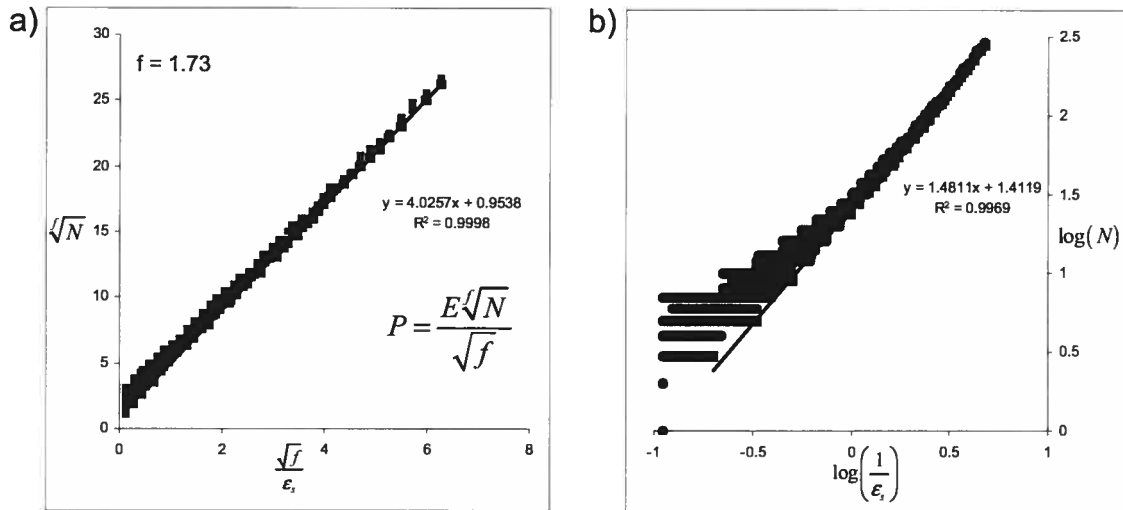 a)
30
25
20
15
10
5
0
0
2
4
6
8
f = 1.73
y = 4.0257x + 0.9538
R² = 0.9998
P = E ᶠ√N / √f
ᶠ√N
√f / εₛ
b)
2.5
2
1.5
1
0.5
0
-1
-0.5
0
0.5
1
y = 1.4811x + 1.4119
R² = 0.9969
log(N)
log(1/εₛ)